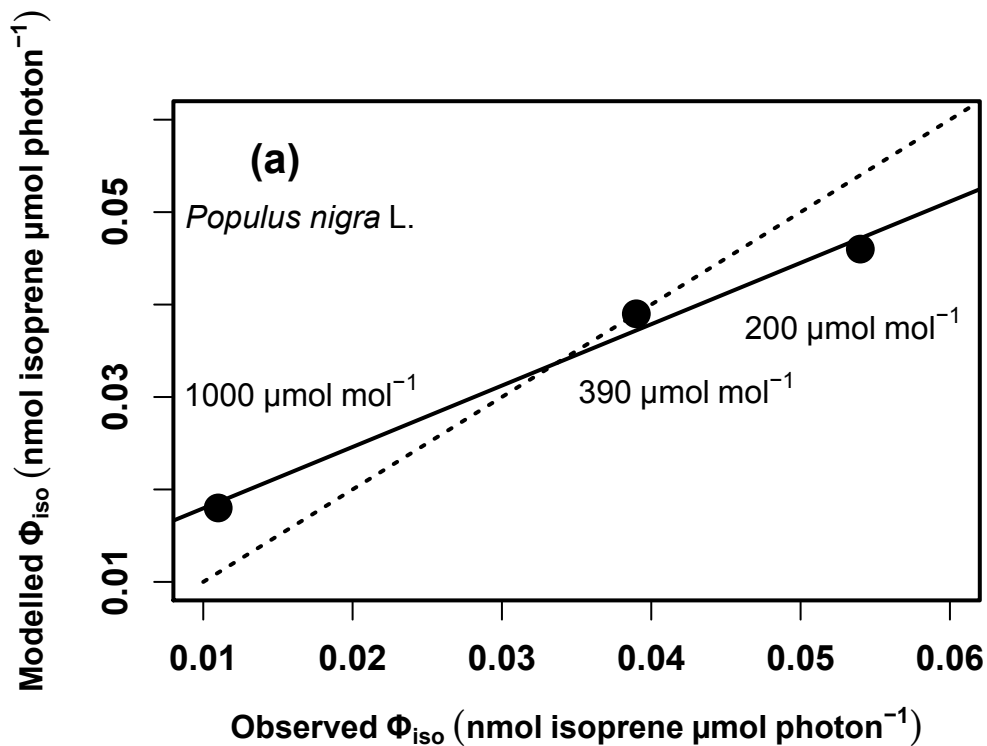 Modelled Φiso (nmol isoprene μmol photon−1)
(a)
Populus nigra L.
1000 μmol mol−1
390 μmol mol−1
200 μmol mol−1
0.05
0.03
0.01
0.01 0.02 0.03 0.04 0.05 0.06
Observed Φiso (nmol isoprene μmol photon−1)